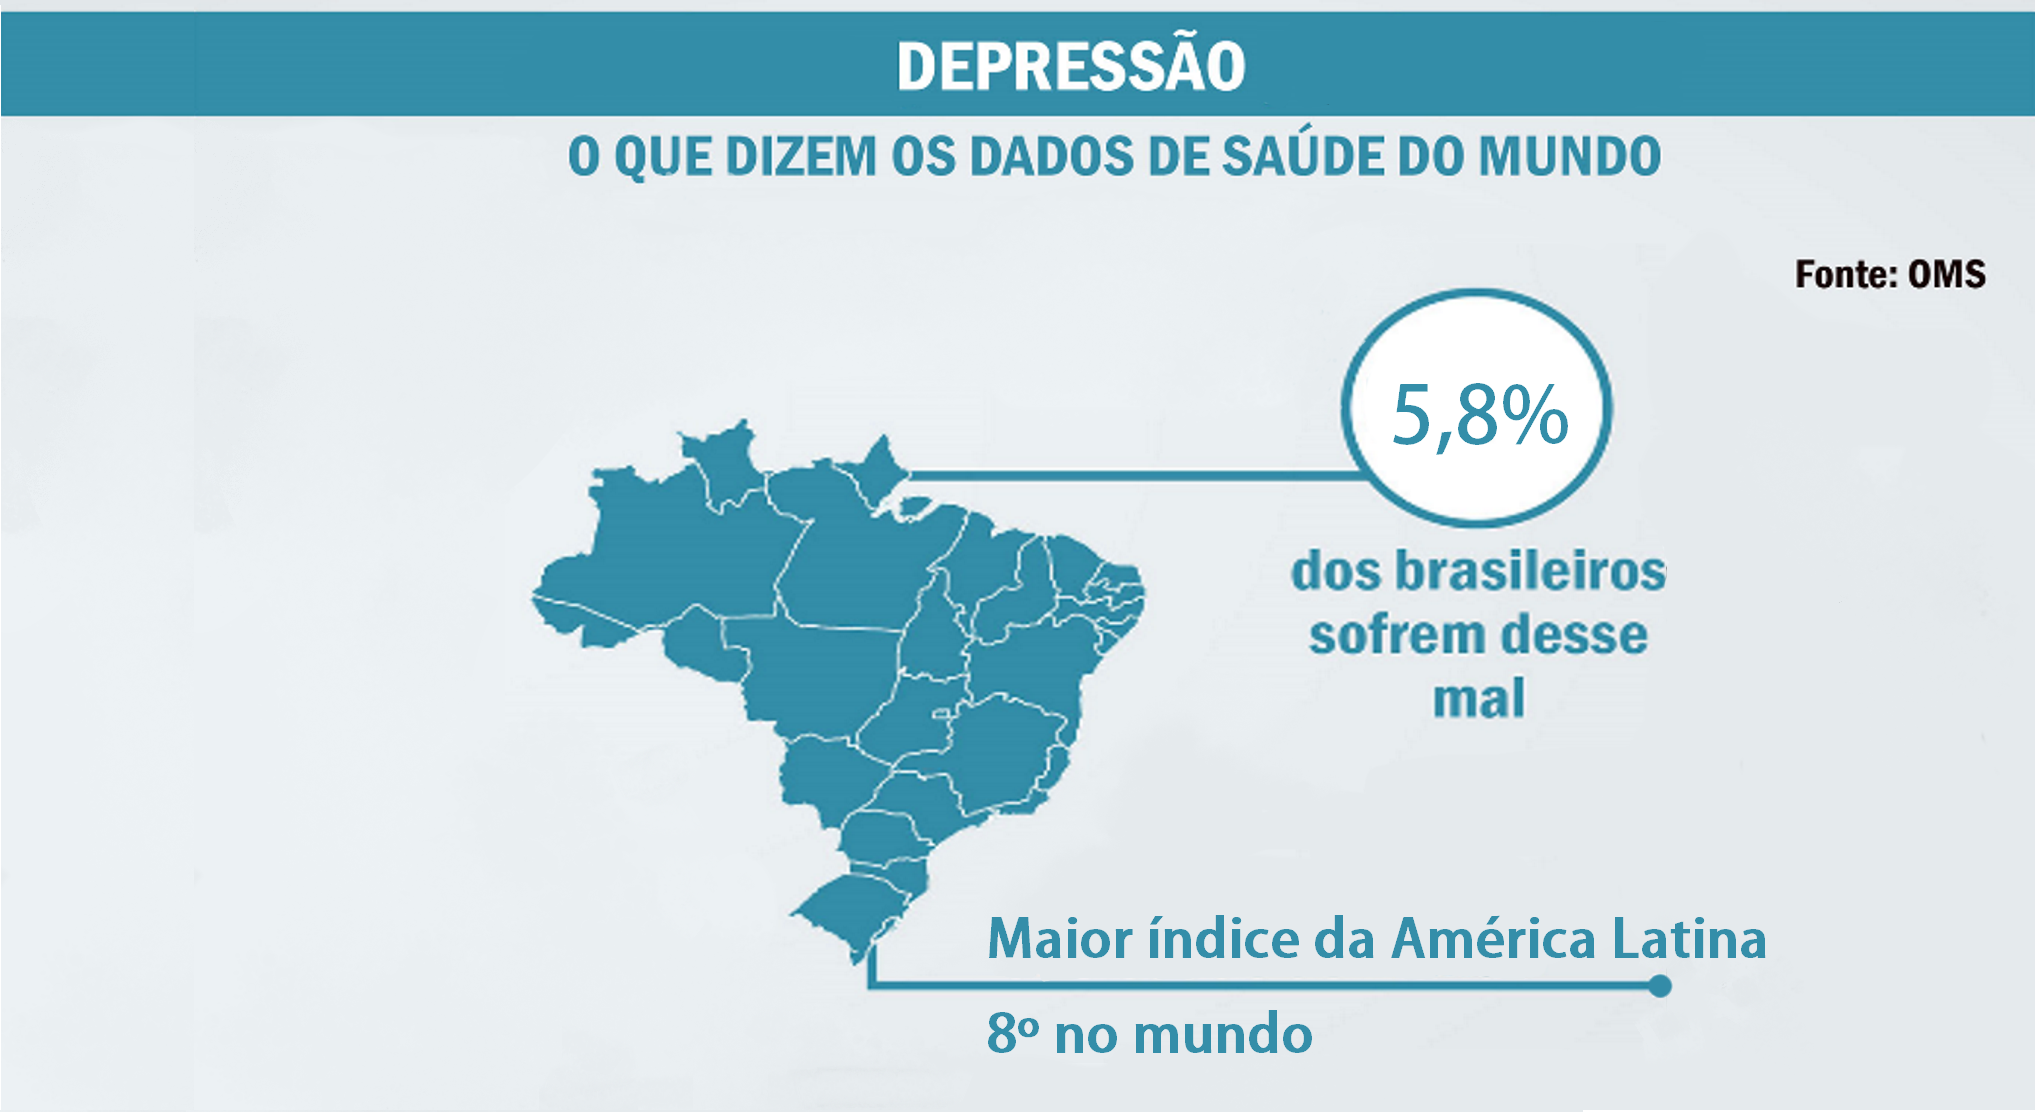 DEPRESSÃO
O QUE DIZEM OS DADOS DE SAÚDE DO MUNDO
Fonte: OMS
5,8%
dos brasileiros
sofrem desse
mal
Maior índice da América Latina
8º no mundo